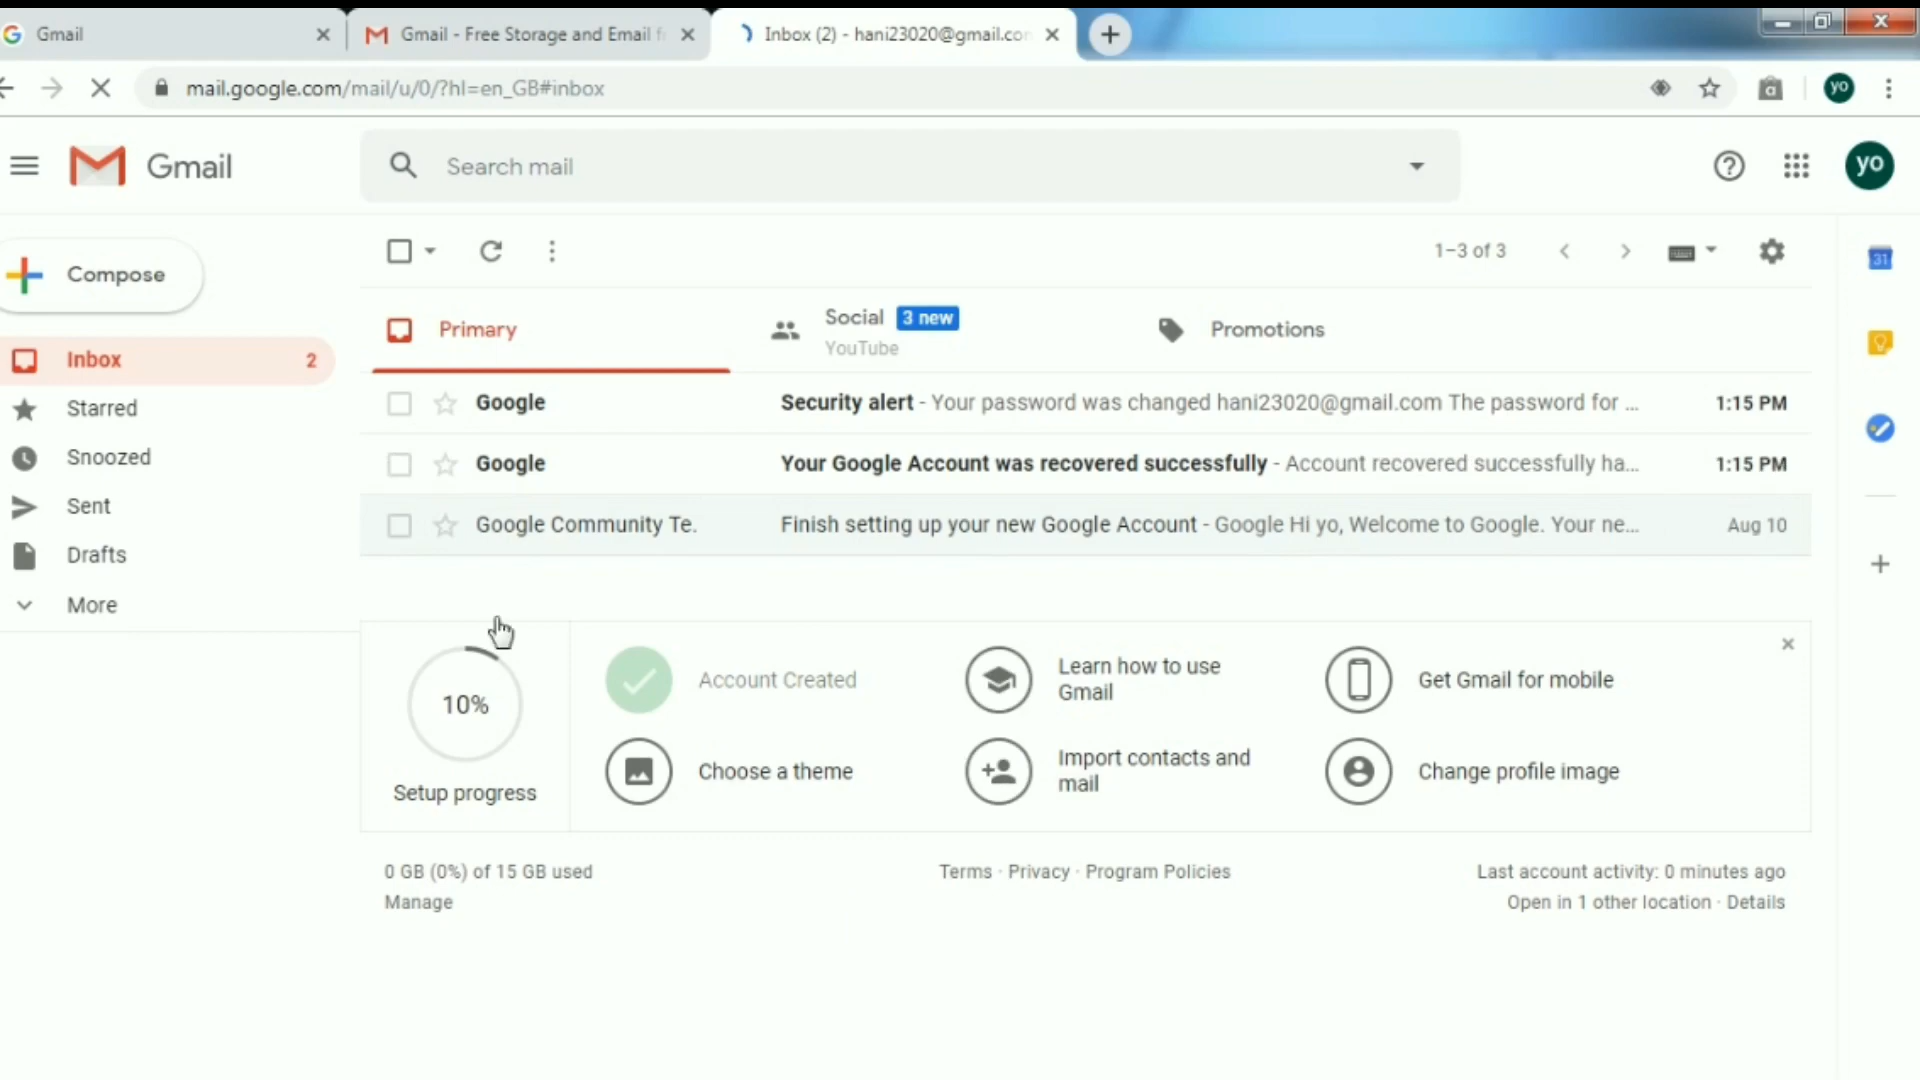 Gmail
Gmail - Free Storage and Email f
Inbox (2) - hani23020@gmail.con
mail.google.com/mail/u/0/?hl=en_GB#inbox
yo
Gmail
Search mail
yo
Compose
1–3 of 3
31
Primary
Social 3 new
YouTube
Promotions
Inbox 2
Starred
Snoozed
Sent
Drafts
More
Google Security alert - Your password was changed hani23020@gmail.com The password for ... 1:15 PM
Google Your Google Account was recovered successfully - Account recovered successfully ha... 1:15 PM
Google Community Te. Finish setting up your new Google Account - Google Hi yo, Welcome to Google. Your ne... Aug 10
10%
Setup progress
Account Created
Learn how to use
Gmail
Get Gmail for mobile
Choose a theme
Import contacts and
mail
Change profile image
0 GB (0%) of 15 GB used
Manage
Terms · Privacy · Program Policies
Last account activity: 0 minutes ago
Open in 1 other location · Details